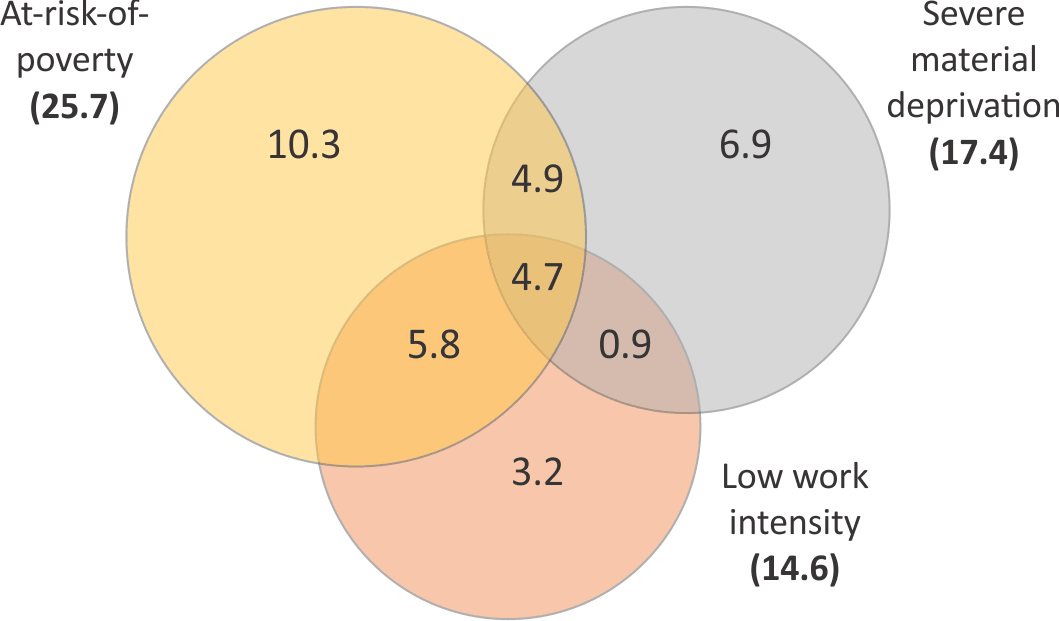 At-risk-of-
poverty
(25.7)
Severe
material
deprivation
(17.4)
10.3
6.9
4.9
4.7
5.8
0.9
3.2
Low work
intensity
(14.6)